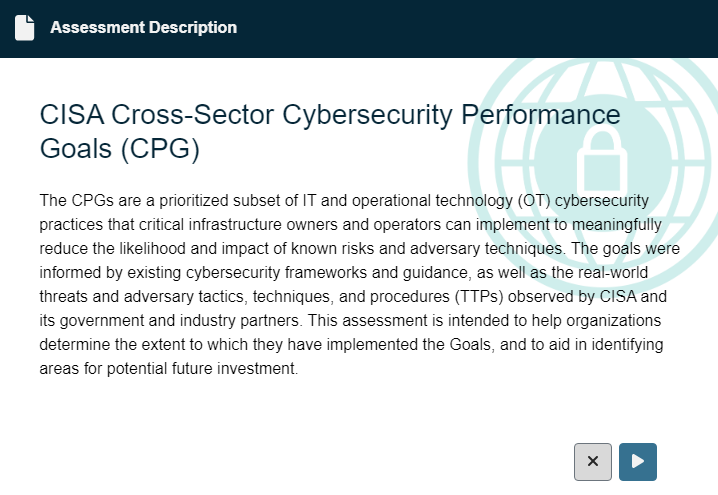 Assessment Description
CISA Cross-Sector Cybersecurity Performance
Goals (CPG)
The CPGs are a prioritized subset of IT and operational technology (OT) cybersecurity
practices that critical infrastructure owners and operators can implement to meaningfully
reduce the likelihood and impact of known risks and adversary techniques. The goals were
informed by existing cybersecurity frameworks and guidance, as well as the real-world
threats and adversary tactics, techniques, and procedures (TTPs) observed by CISA and
its government and industry partners. This assessment is intended to help organizations
determine the extent to which they have implemented the Goals, and to aid in identifying
areas for potential future investment.